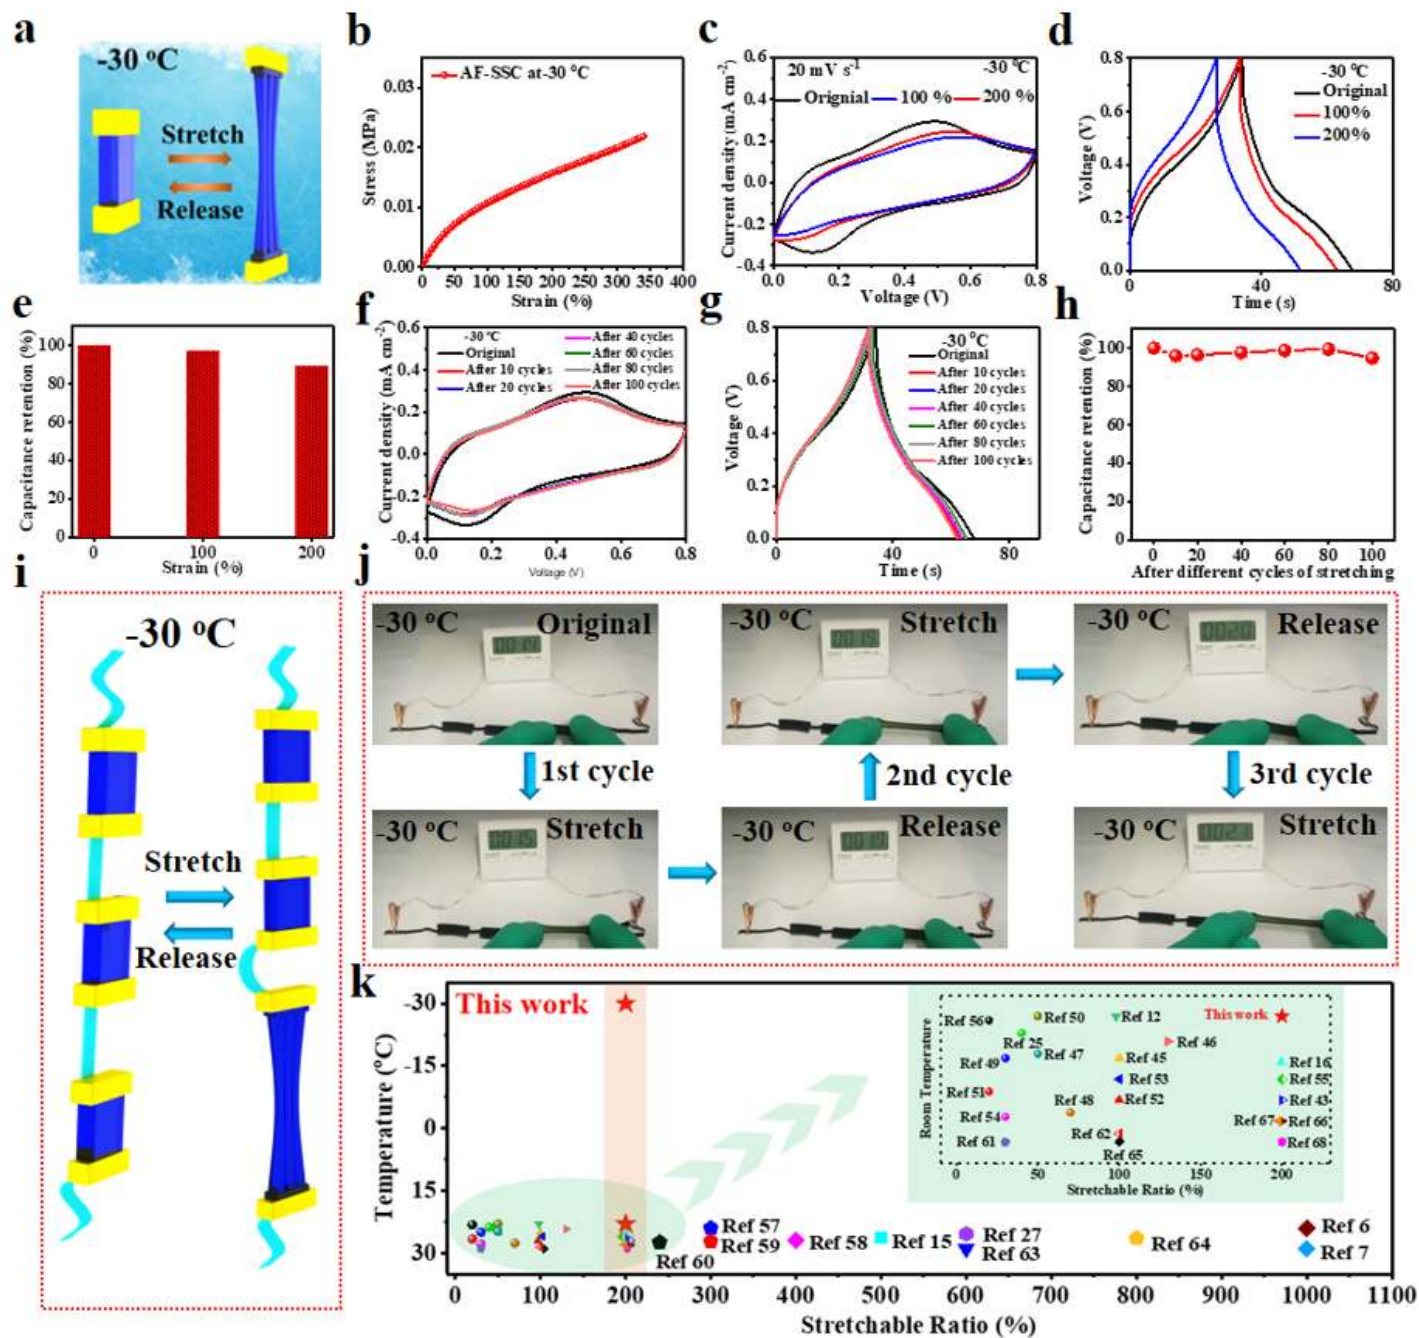 a
-30 °C
Stretch
Release
b
AF-SSC at -30 °C
Stress (MPa)
0.03
0.02
0.01
0.00
0 50 100 150 200 250 300 350 400
Strain (%)
c
20 mV s⁻¹
-30 °C
Orignial 100 % 200 %
Current density (mA cm⁻²)
0.6
0.4
0.2
0.0
-0.2
-0.4
0.0 0.2 0.4 0.6 0.8
Voltage (V)
d
-30 °C
Original
100%
200%
Voltage (V)
0.8
0.6
0.4
0.2
0.0
0 40 80
Time (s)
e
Capacitance retention (%)
100
80
60
40
20
0
0 100 200
Strain (%)
f
-30 °C
Original
After 10 cycles
After 20 cycles
After 40 cycles
After 60 cycles
After 80 cycles
After 100 cycles
Current density (mA cm⁻²)
0.6
0.4
0.2
0.0
-0.2
-0.4
0.0 0.2 0.4 0.6 0.8
Voltage (V)
g
-30 °C
Original
After 10 cycles
After 20 cycles
After 40 cycles
After 60 cycles
After 80 cycles
After 100 cycles
Voltage (V)
0.8
0.6
0.4
0.2
0.0
0 40 80
Time (s)
h
Capacitance retention (%)
100
80
60
40
20
0
0 20 40 60 80 100
After different cycles of stretching
i
-30 °C
Stretch
Release
j
-30 °C Original
00:14
-30 °C Stretch
00:19
-30 °C Release
00:20
1st cycle
2nd cycle
3rd cycle
-30 °C Stretch
00:15
-30 °C Release
00:19
-30 °C Stretch
00:21
k
This work
Temperature (°C)
-30
-15
0
15
30
Ref 60
Ref 57
Ref 59
Ref 58
Ref 15
Ref 27
Ref 63
Ref 64
Ref 6
Ref 7
0 100 200 300 400 500 600 700 800 900 1000 1100
Stretchable Ratio (%)
Room Temperature
Ref 56
Ref 50
Ref 12
This work
Ref 25
Ref 46
Ref 49
Ref 47
Ref 45
Ref 16
Ref 53
Ref 55
Ref 51
Ref 48
Ref 52
Ref 43
Ref 54
Ref 67
Ref 66
Ref 61
Ref 62
Ref 68
Ref 65
0 50 100 150 200
Stretchable Ratio (%)